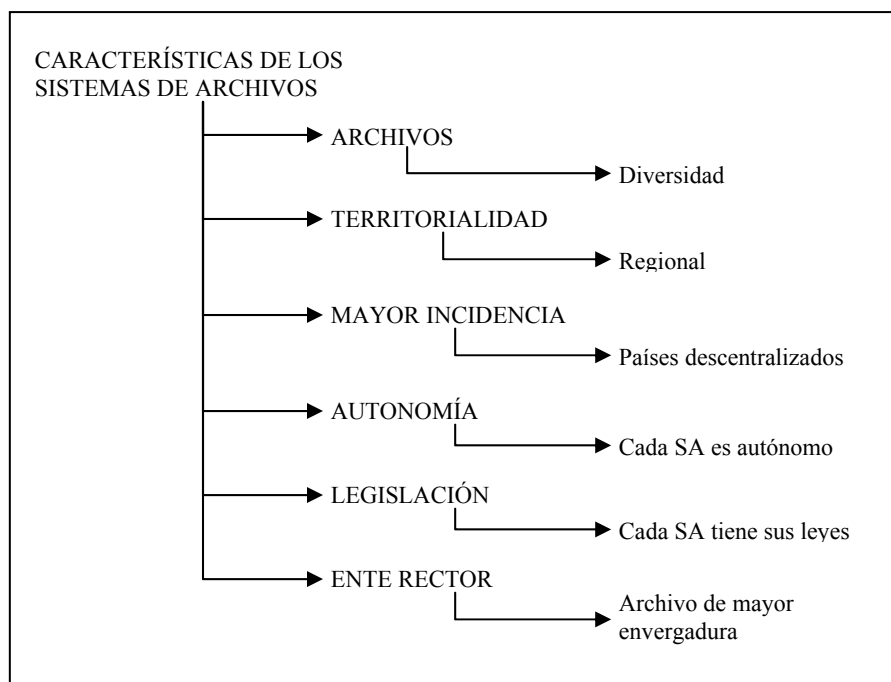 CARACTERÍSTICAS DE LOS
SISTEMAS DE ARCHIVOS
ARCHIVOS
Diversidad
TERRITORIALIDAD
Regional
MAYOR INCIDENCIA
Países descentralizados
AUTONOMÍA
Cada SA es autónomo
LEGISLACIÓN
Cada SA tiene sus leyes
ENTE RECTOR
Archivo de mayor
envergadura